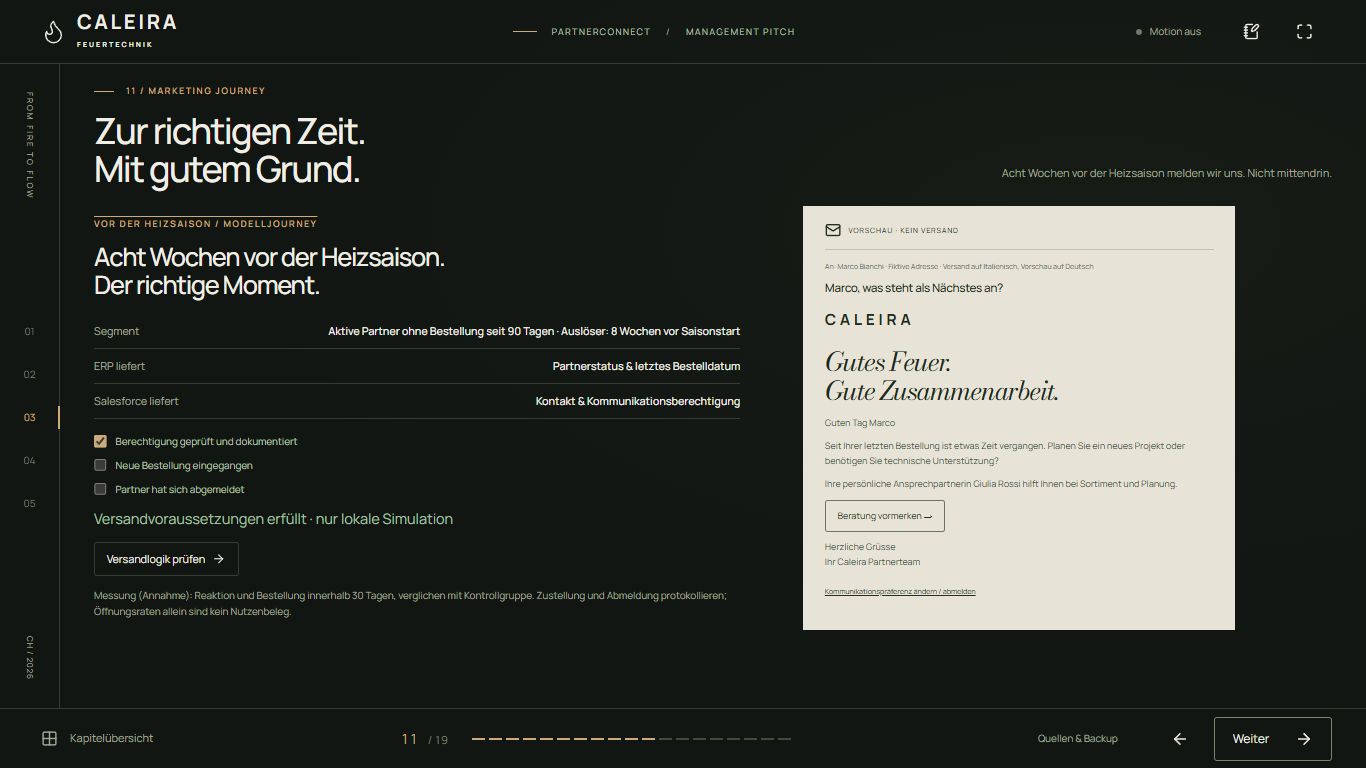 CALEIRA
FEUERTECHNIK
PARTNERCONNECT / MANAGEMENT PITCH
Motion aus
FROM FIRE TO FLOW
01
02
03
04
05
CH / 2026
11 / MARKETING JOURNEY
Zur richtigen Zeit.
Mit gutem Grund.
Acht Wochen vor der Heizsaison melden wir uns. Nicht mittendrin.
VOR DER HEIZSAISON / MODELLJOURNEY
Acht Wochen vor der Heizsaison.
Der richtige Moment.
Segment Aktive Partner ohne Bestellung seit 90 Tagen · Auslöser: 8 Wochen vor Saisonstart
ERP liefert Partnerstatus & letztes Bestelldatum
Salesforce liefert Kontakt & Kommunikationsberechtigung
Berechtigung geprüft und dokumentiert
Neue Bestellung eingegangen
Partner hat sich abgemeldet
Versandvoraussetzungen erfüllt · nur lokale Simulation
Versandlogik prüfen →
Messung (Annahme): Reaktion und Bestellung innerhalb 30 Tagen, verglichen mit Kontrollgruppe. Zustellung und Abmeldung protokollieren;
Öffnungsraten allein sind kein Nutzenbeleg.
VORSCHAU · KEIN VERSAND
An: Marco Bianchi · Fiktive Adresse · Versand auf Italienisch, Vorschau auf Deutsch
Marco, was steht als Nächstes an?
CALEIRA
Gutes Feuer.
Gute Zusammenarbeit.
Guten Tag Marco
Seit Ihrer letzten Bestellung ist etwas Zeit vergangen. Planen Sie ein neues Projekt oder
benötigen Sie technische Unterstützung?
Ihre persönliche Ansprechpartnerin Giulia Rossi hilft Ihnen bei Sortiment und Planung.
Beratung vormerken →
Herzliche Grüsse
Ihr Caleira Partnerteam
Kommunikationspräferenz ändern / abmelden
Kapitelübersicht
11 / 19
Quellen & Backup
←
Weiter →